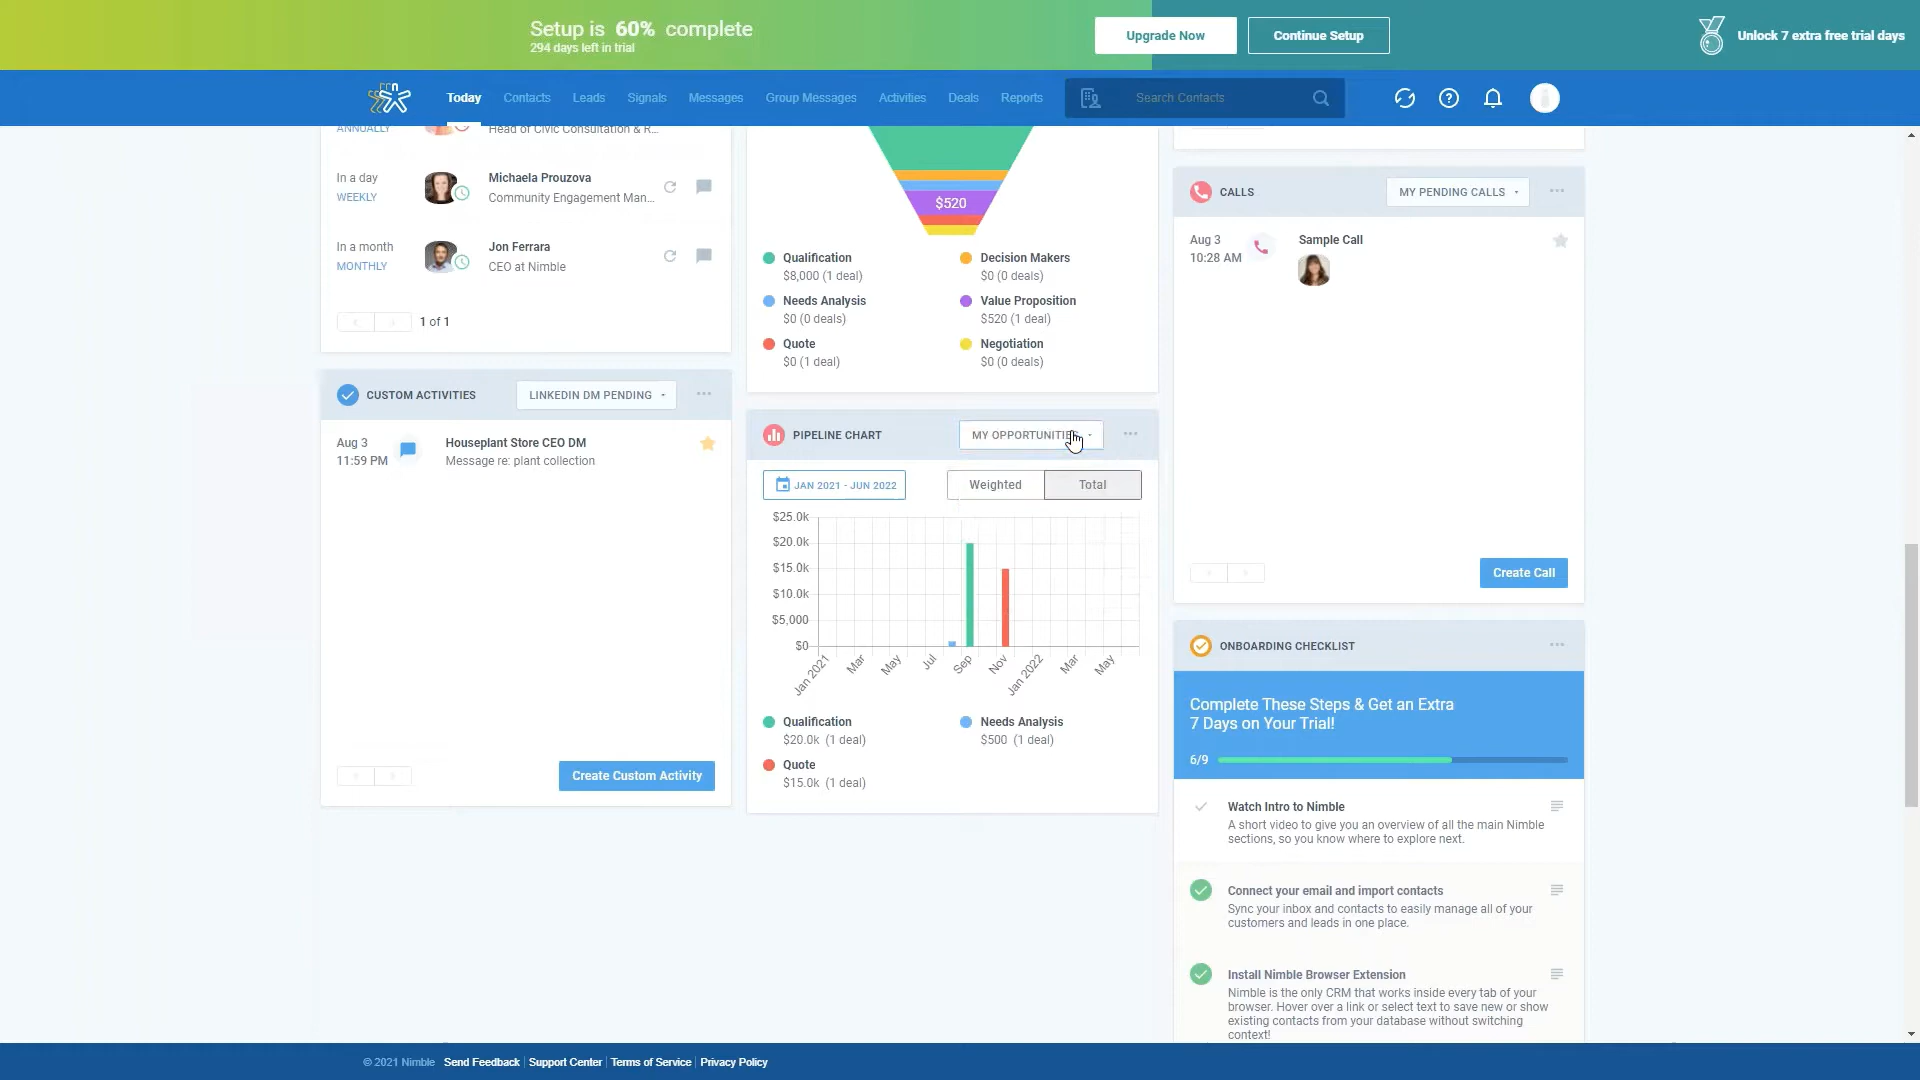 Setup is 60% complete
294 days left in trial
Upgrade Now
Continue Setup
Unlock 7 extra free trial days
Today
Contacts
Leads
Signals
Messages
Group Messages
Activities
Deals
Reports
Search Contacts
ANNUALLY
Head of Civic Consultation & R...
In a day
WEEKLY
Michaela Prouzova
Community Engagement Man...
In a month
MONTHLY
Jon Ferrara
CEO at Nimble
1 of 1
CUSTOM ACTIVITIES
LINKEDIN DM PENDING
Aug 3
11:59 PM
Houseplant Store CEO DM
Message re: plant collection
Create Custom Activity
$520
Qualification
$8,000 (1 deal)
Decision Makers
$0 (0 deals)
Needs Analysis
$0 (0 deals)
Value Proposition
$520 (1 deal)
Quote
$0 (1 deal)
Negotiation
$0 (0 deals)
PIPELINE CHART
MY OPPORTUNITIES
JAN 2021 - JUN 2022
Weighted
Total
$25.0k
$20.0k
$15.0k
$10.0k
$5,000
$0
Jan 2021
Mar
May
Jul
Sep
Nov
Jan 2022
Mar
May
Qualification
$20.0k (1 deal)
Needs Analysis
$500 (1 deal)
Quote
$15.0k (1 deal)
CALLS
MY PENDING CALLS
Aug 3
10:28 AM
Sample Call
Create Call
ONBOARDING CHECKLIST
Complete These Steps & Get an Extra
7 Days on Your Trial!
6/9
Watch Intro to Nimble
A short video to give you an overview of all the main Nimble
sections, so you know where to explore next.
Connect your email and import contacts
Sync your inbox and contacts to easily manage all of your
customers and leads in one place.
Install Nimble Browser Extension
Nimble is the only CRM that works inside every tab of your
browser. Hover over a link or select text to save new or show
existing contacts from your database without switching
context!
© 2021 Nimble
Send Feedback
Support Center
Terms of Service
Privacy Policy